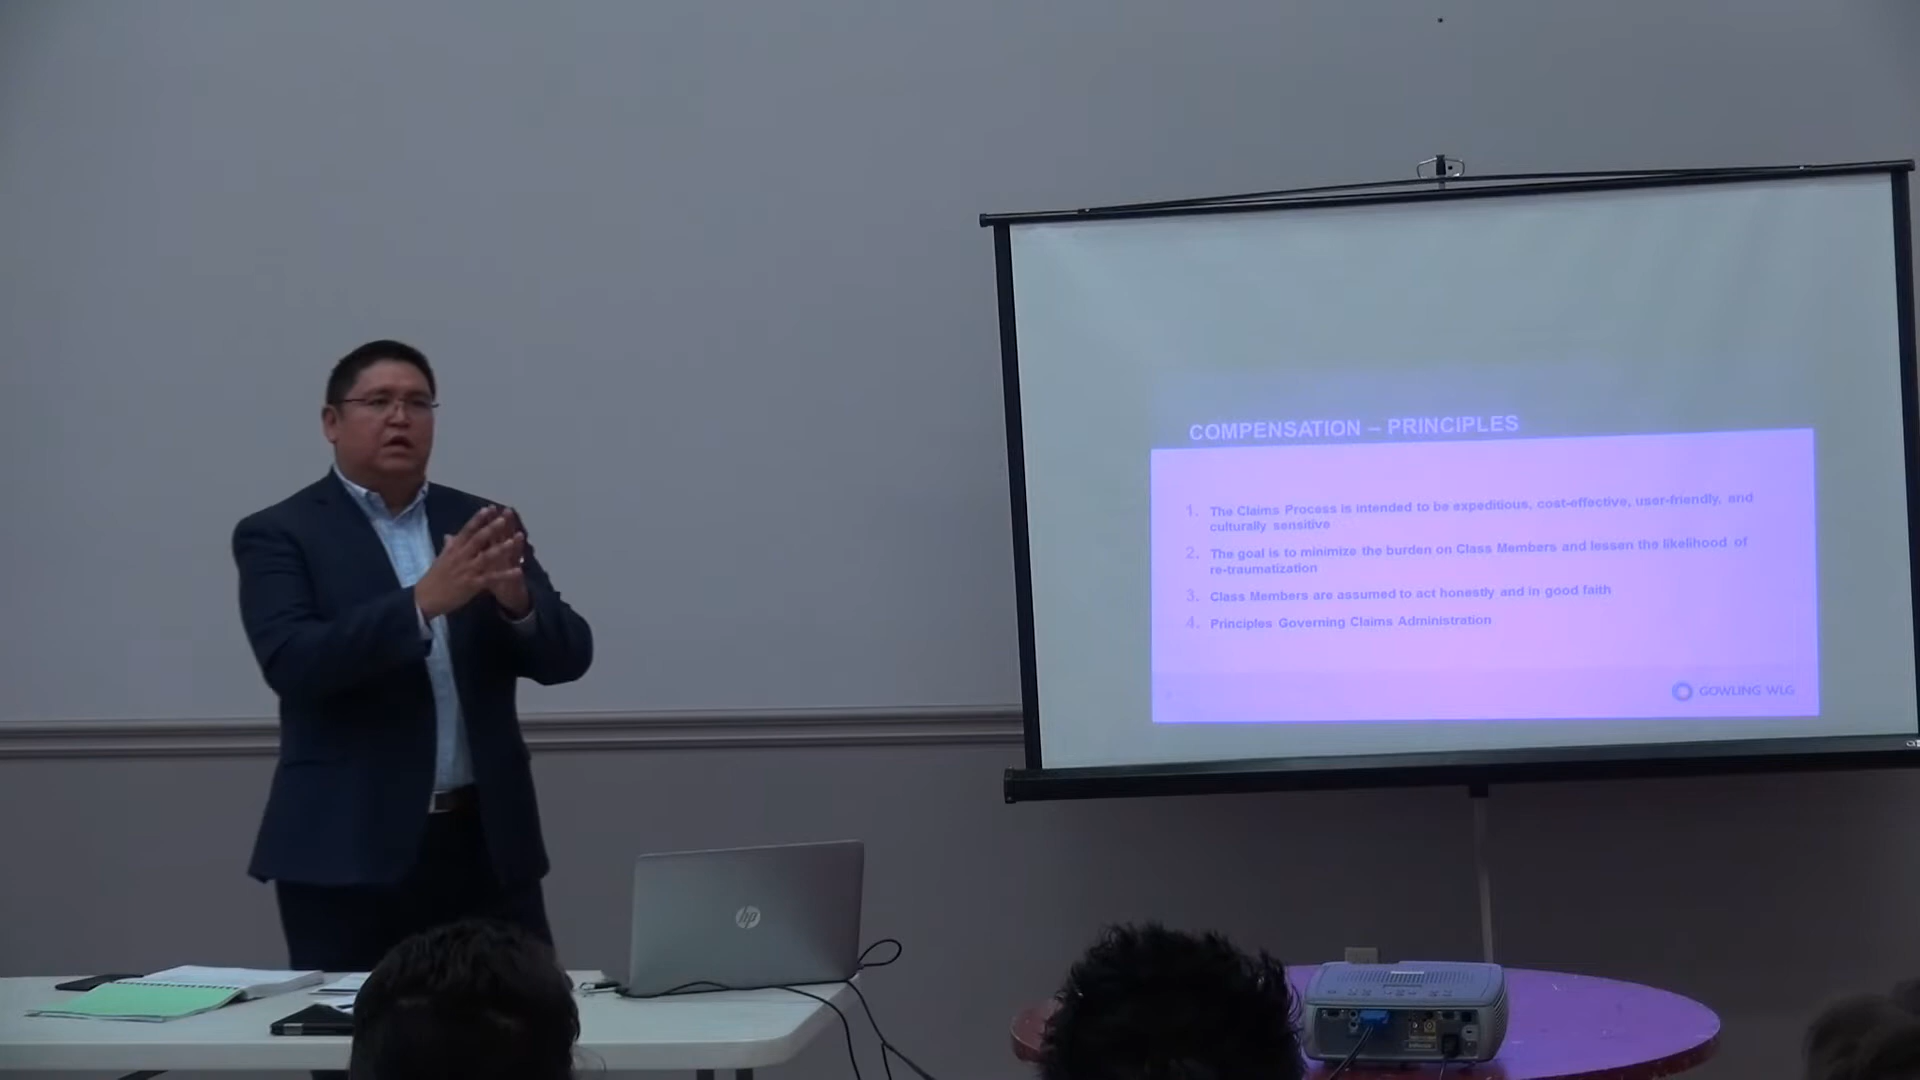 COMPENSATION – PRINCIPLES
1. The Claims Process is intended to be expeditious, cost-effective, user-friendly, and
culturally sensitive
2. The goal is to minimize the burden on Class Members and lessen the likelihood of
re-traumatization
3. Class Members are assumed to act honestly and in good faith
4. Principles Governing Claims Administration
GOWLING WLG
hp